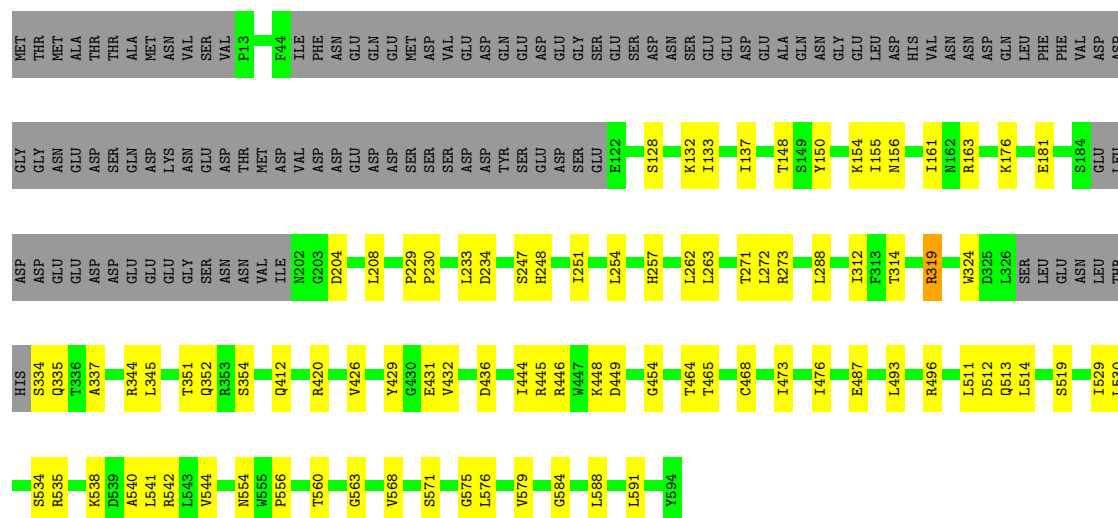 MET THR MET ALA THR THR ALA MET ASN VAL SER VAL P13 F44 ILE PHE ASN GLU GLN GLU MET ASP VAL GLU ASP GLN GLU ASP GLU GLY SER GLU SER ASP ASN SER GLU GLU ASP GLU ALA GLN ASN GLY GLU LEU ASP HIS VAL ASN ASN ASP GLN LEU PHE PHE VAL ASP ASP
GLY GLY ASN GLU ASP SER GLN ASP LYS ASN GLU ASP THR MET ASP VAL ASP ASP GLU ASP ASP SER SER SER ASP ASP TYR SER GLU ASP SER GLU E122 S128 K132 I133 I137 T148 S149 Y150 K154 I155 N156 I161 N162 R163 K176 E181 S184 GLU LEU
ASP ASP GLU GLU ASP ASP GLU GLU GLU GLY SER ASN ASN VAL ILE N202 G203 D204 L208 P229 P230 L233 D234 S247 H248 I251 L254 H257 L262 L263 T271 L272 R273 L288 I312 F313 T314 R319 W324 D325 L326 SER LEU GLU ASN LEU THR
HIS S334 Q335 T336 A337 R344 L345 T351 Q352 R353 S354 Q412 R420 V426 Y429 G430 E431 V432 D436 I444 R445 R446 W447 K448 D449 G454 T464 T465 C468 I473 I476 E487 L493 R496 L511 D512 Q513 L514 S519 I529 L530
S534 R535 K538 D539 A540 L541 R542 L543 V544 N554 W555 P556 T560 G563 V568 S571 G575 L576 V579 G584 L588 L591 Y594